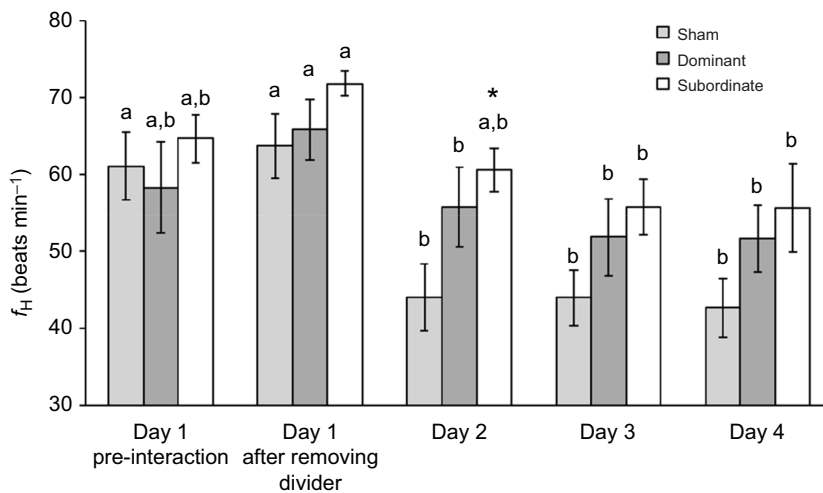 80
70
60
50
40
30
f_H (beats min⁻¹)
Sham
Dominant
Subordinate
a
a,b
a,b
a
a
a
b
b
*
a,b
b
b
b
b
b
b
Day 1
pre-interaction
Day 1
after removing
divider
Day 2
Day 3
Day 4